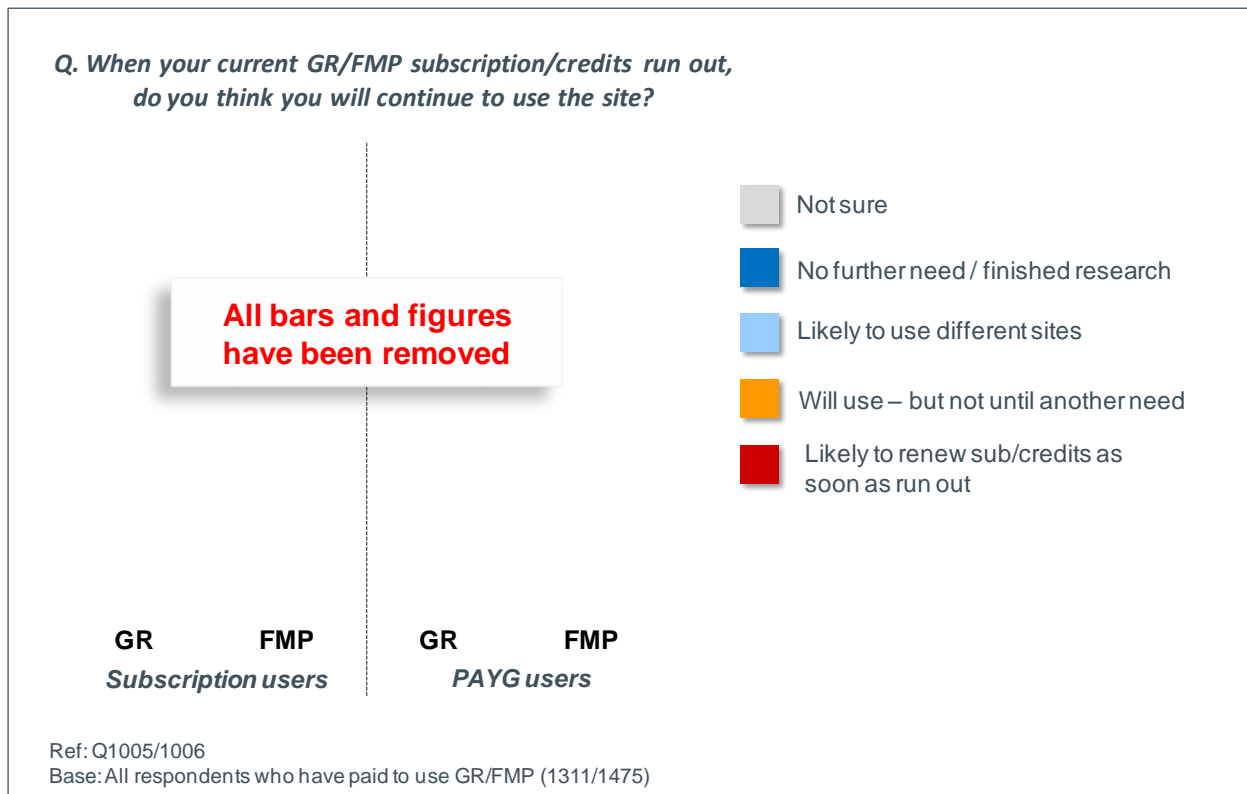 Q. When your current GR/FMP subscription/credits run out,
do you think you will continue to use the site?
Not sure
No further need / finished research
Likely to use different sites
Will use – but not until another need
Likely to renew sub/credits as
soon as run out
All bars and figures
have been removed
GR FMP GR FMP
Subscription users PAYG users
Ref: Q1005/1006
Base: All respondents who have paid to use GR/FMP (1311/1475)